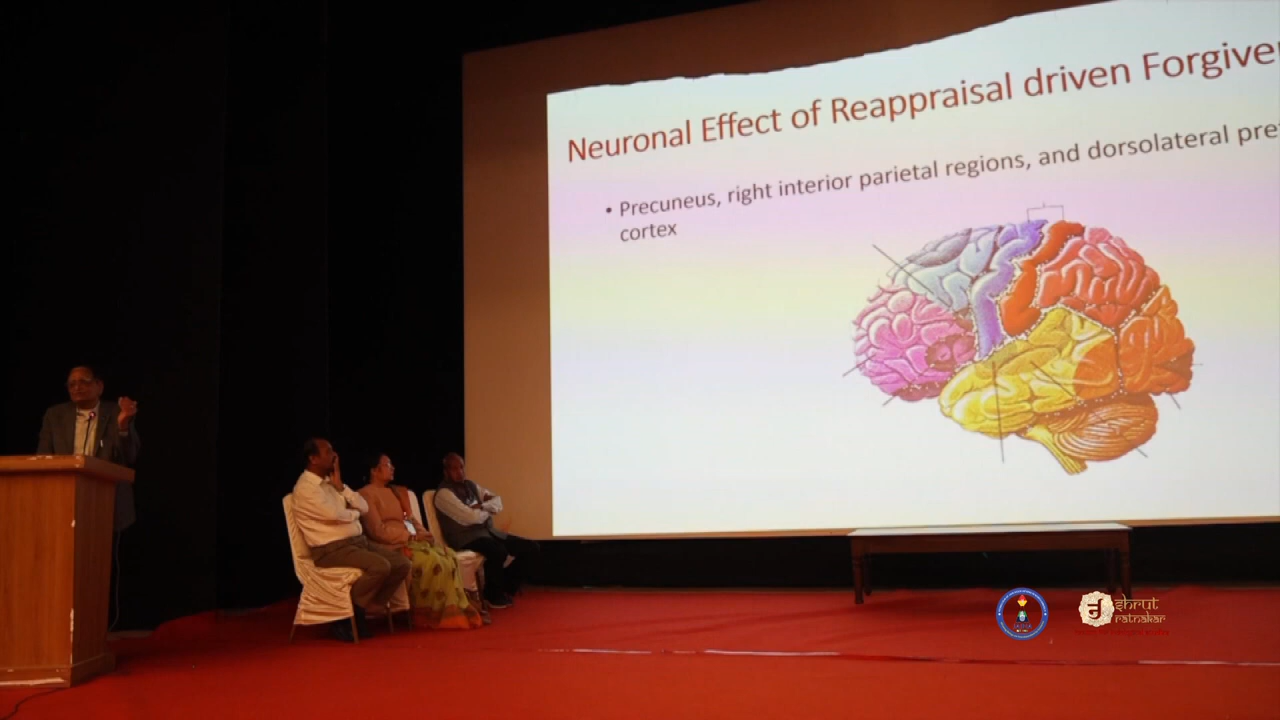 Neuronal Effect of Reappraisal driven Forgive
• Precuneus, right interior parietal regions, and dorsolateral pre
cortex
shrut
ratnakar